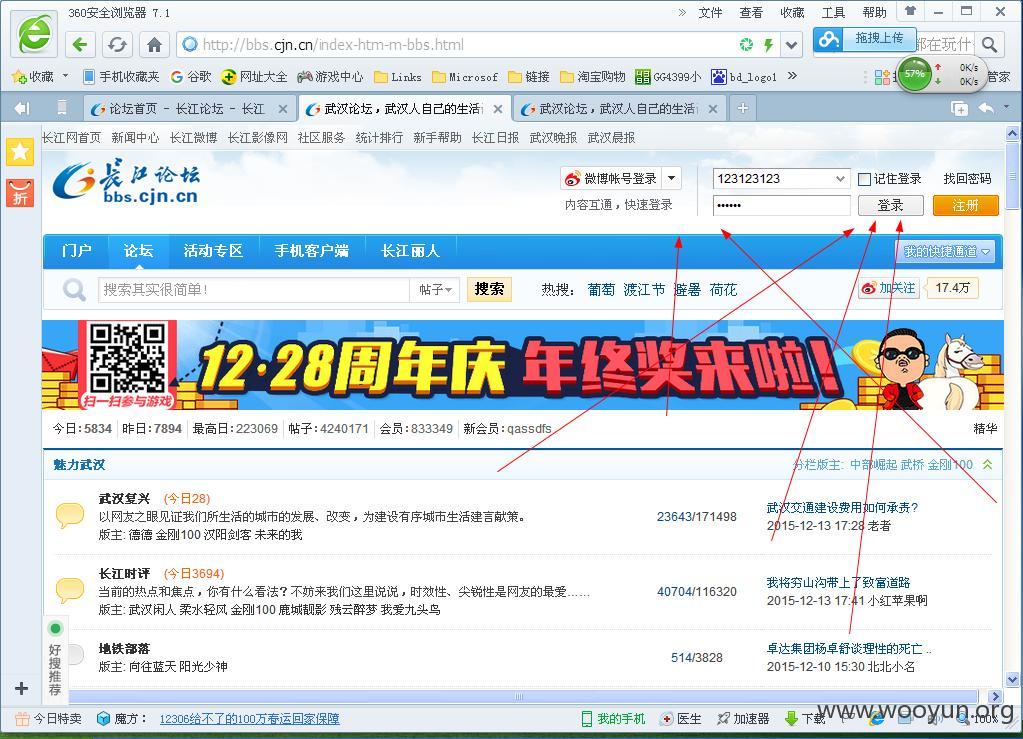 360安全浏览器 7.1
文件 查看 收藏 工具 帮助
http://bbs.cjn.cn/index-htm-m-bbs.html
拖拽上传
都在玩什
收藏 手机收藏夹 谷歌 网址大全 游戏中心 Links Microsof 链接 淘宝购物 GG4399小 bd_logo1
57% 0K/s 0K/s
管家
论坛首页 - 长江论坛 - 长江
武汉论坛，武汉人自己的生活
武汉论坛，武汉人自己的生活
长江网首页 新闻中心 长江微博 长江影像网 社区服务 统计排行 新手帮助 长江日报 武汉晚报 武汉晨报
折
长江论坛
bbs.cjn.cn
微博帐号登录
内容互通，快速登录
123123123
记住登录 找回密码
••••••
登录 注册
门户 论坛 活动专区 手机客户端 长江丽人
我的快捷通道
搜索其实很简单！ 帖子 搜索
热搜： 葡萄 渡江节 避暑 荷花
加关注 17.4万
12·28周年庆 年终奖来啦！
扫一扫参与游戏
今日:5834 昨日:7894 最高日:223069 帖子:4240171 会员:833349 新会员:qassdfs
精华
魅力武汉
分栏版主: 中部崛起 武桥 金刚100
武汉复兴 (今日28)
以网友之眼见证我们所生活的城市的发展、改变，为建设有序城市生活建言献策。
版主: 德德 金刚100 汉阳剑客 未来的我
23643/171498
武汉交通建设费用如何承责?
2015-12-13 17:28 老者
长江时评 (今日3694)
当前的热点和焦点，你有什么看法？不妨来我们这里说说，时效性、尖锐性是网友的最爱……
版主: 武汉闲人 柔水轻风 金刚100 鹿城靓影 残云醉梦 我爱九头鸟
40704/116320
我将穷山沟带上了致富道路
2015-12-13 17:41 小红苹果啊
地铁部落
版主: 向往蓝天 阳光少神
514/3828
卓达集团杨卓舒谈理性的死亡 ..
2015-12-10 15:30 北北小名
好搜推荐
今日特卖 魔方： 12306给不了的100万春运回家保障
我的手机 医生 加速器 下载 100%
www.wooyun.org